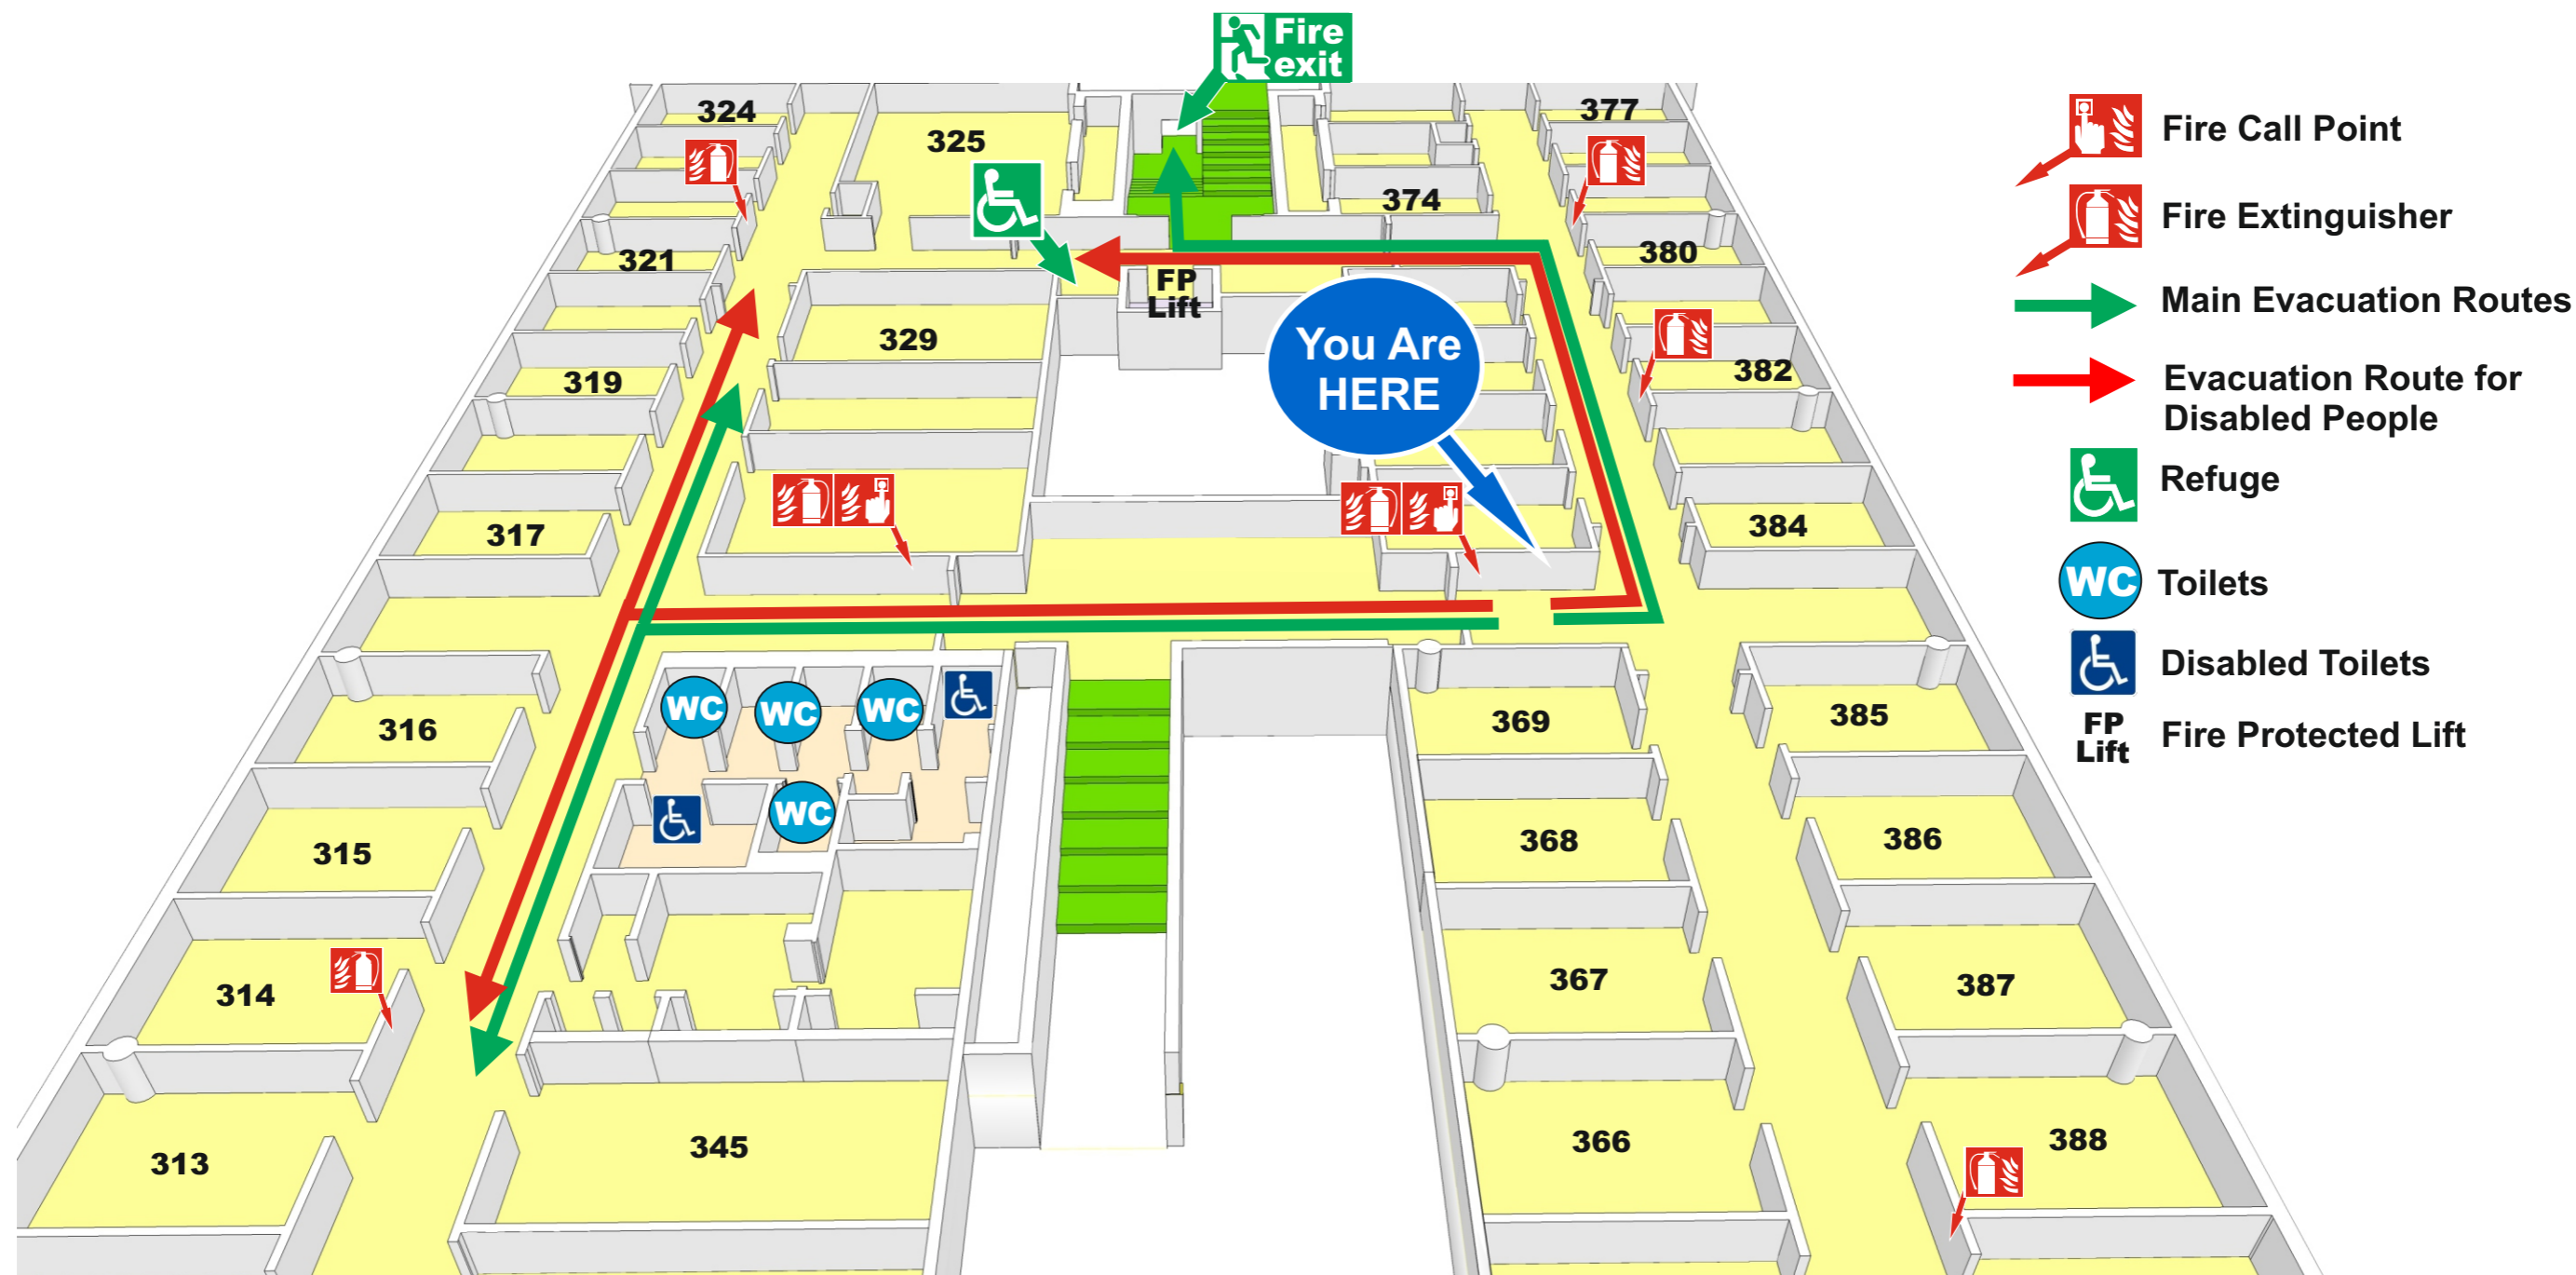 Fire
exit
324
325
377
374
321
380
FP
Lift
329
319
You Are
HERE
382
317
384
316
369
385
WC
WC
WC
WC
315
368
386
314
367
387
313
345
366
388
Fire Call Point
Fire Extinguisher
Main Evacuation Routes
Evacuation Route for
Disabled People
Refuge
WC
Toilets
Disabled Toilets
FP
Lift
Fire Protected Lift